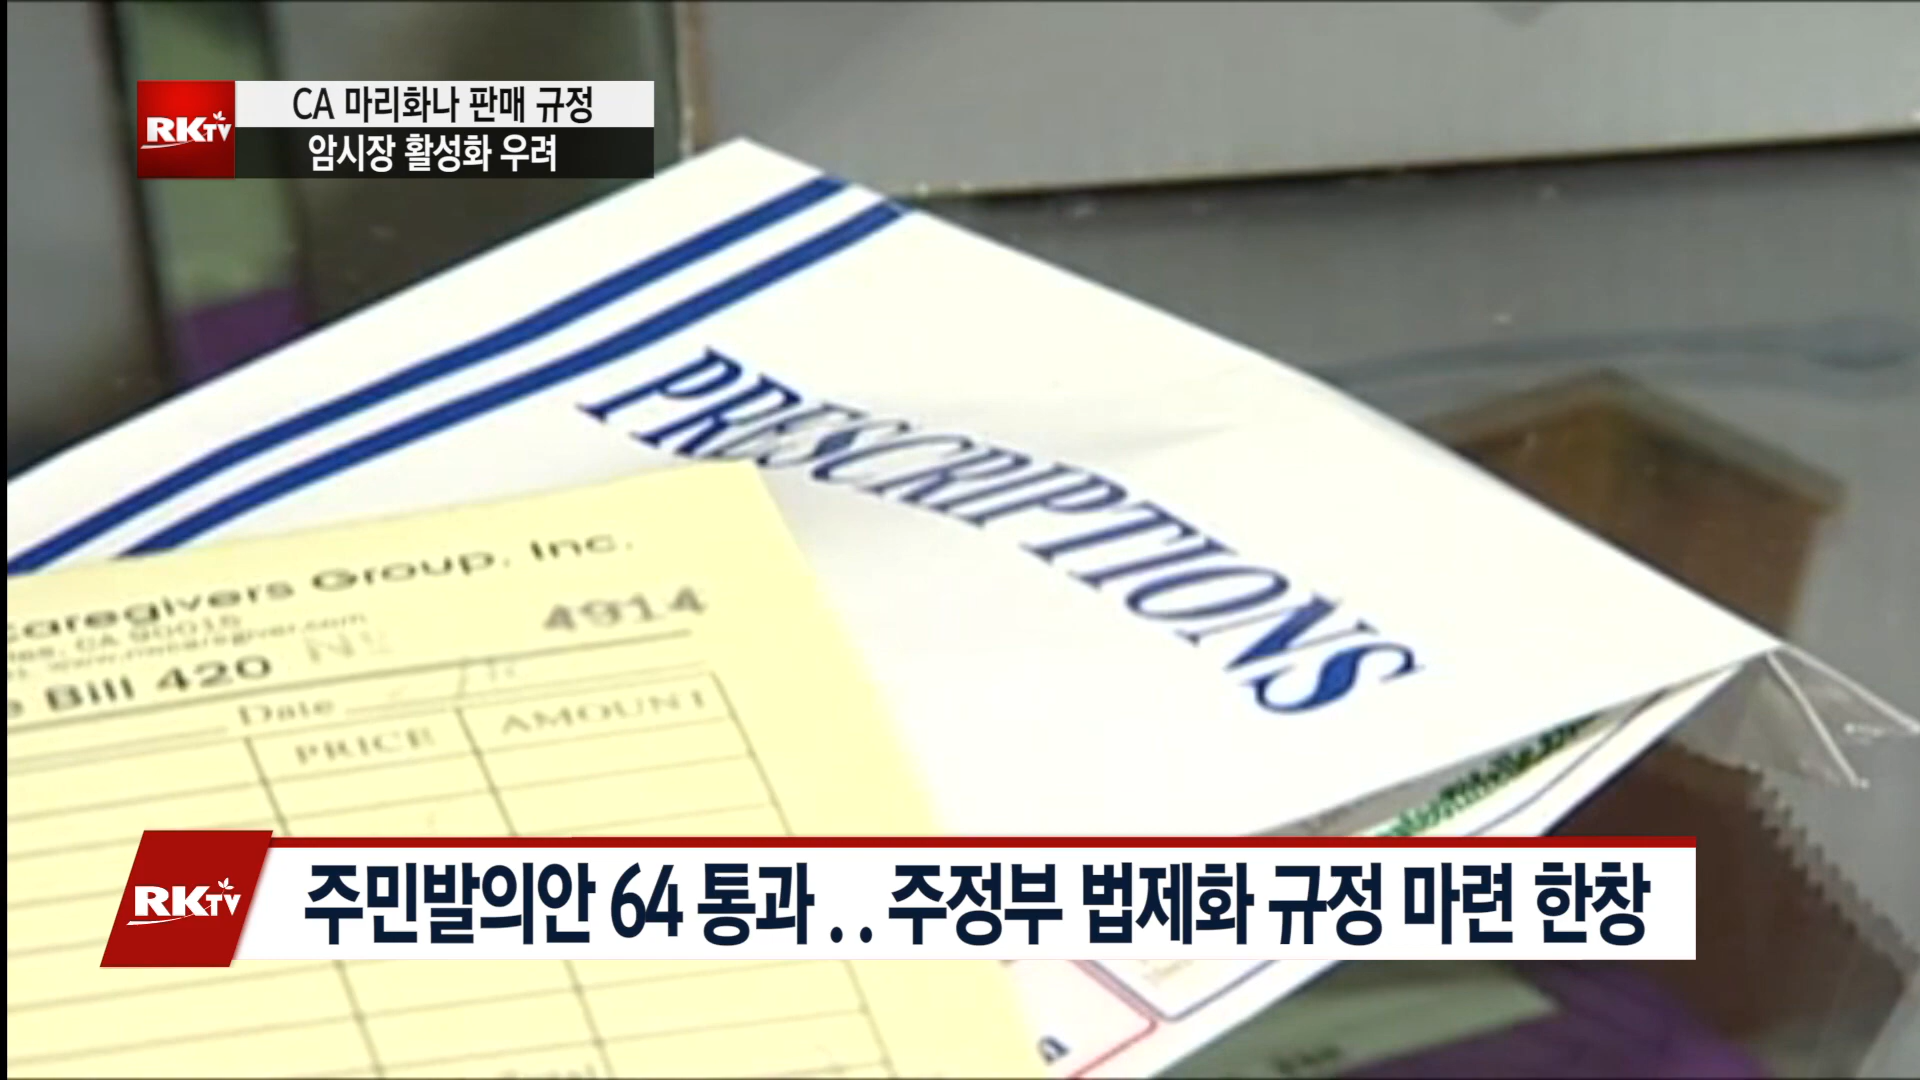 RKTV
CA 마리화나 판매 규정
암시장 활성화 우려
PRESCRIPTIONS
Caregivers Group, Inc.
CA 90015
4914
Bill 420
Date
PRICE
AMOUNT
RKTV
주민발의안 64 통과.. 주정부 법제화 규정 마련 한창